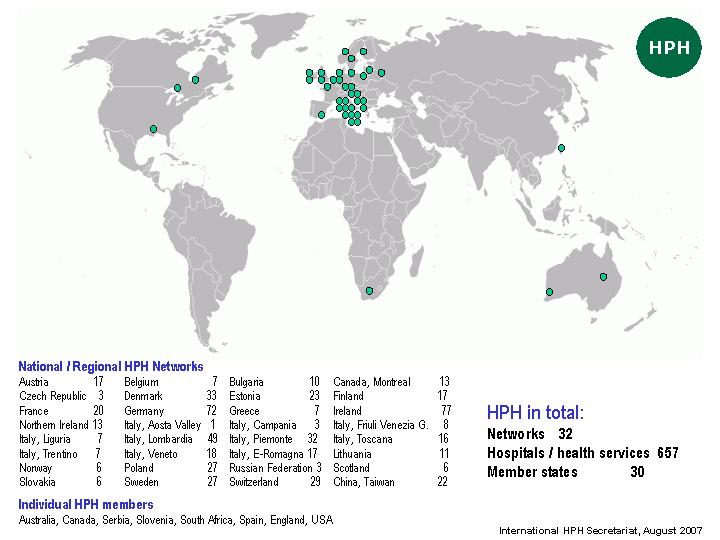 HPH
National / Regional HPH Networks
Austria 17 Belgium 7 Bulgaria 10 Canada, Montreal 13
Czech Republic 3 Denmark 33 Estonia 23 Finland 17
France 20 Germany 72 Greece 7 Ireland 77
Northern Ireland 13 Italy, Aosta Valley 1 Italy, Campania 3 Italy, Friuli Venezia G. 8
Italy, Liguria 7 Italy, Lombardia 49 Italy, Piemonte 32 Italy, Toscana 16
Italy, Trentino 7 Italy, Veneto 18 Italy, E-Romagna 17 Lithuania 11
Norway 6 Poland 27 Russian Federation 3 Scotland 6
Slovakia 6 Sweden 27 Switzerland 29 China, Taiwan 22
HPH in total:
Networks 32
Hospitals / health services 657
Member states 30
Individual HPH members
Australia, Canada, Serbia, Slovenia, South Africa, Spain, England, USA
International HPH Secretariat, August 2007